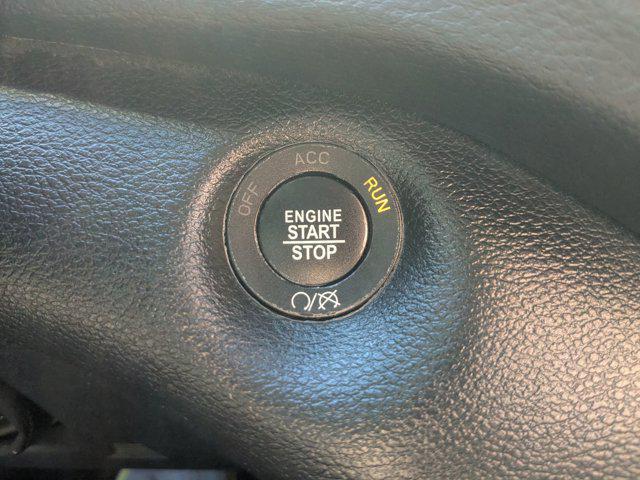 OFF
ACC
RUN
ENGINE
START
STOP